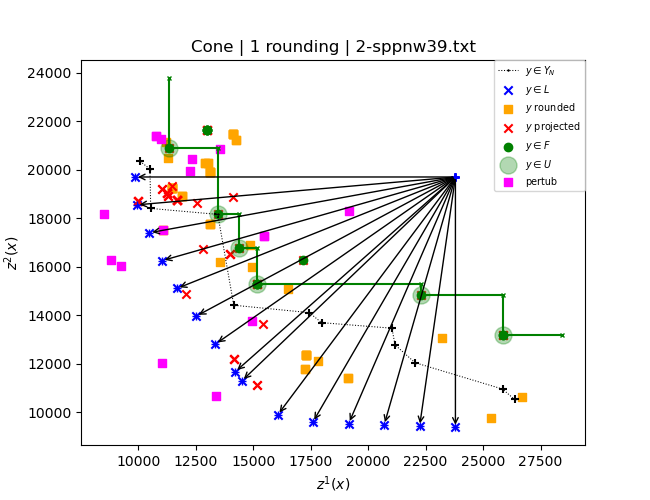 Cone | 1 rounding | 2-sppnw39.txt
24000
22000
20000
18000
16000
14000
12000
10000
z²(x)
y ∈ Y_N
y ∈ L
y rounded
y projected
y ∈ F
y ∈ U
pertub
10000 12500 15000 17500 20000 22500 25000 27500
z¹(x)